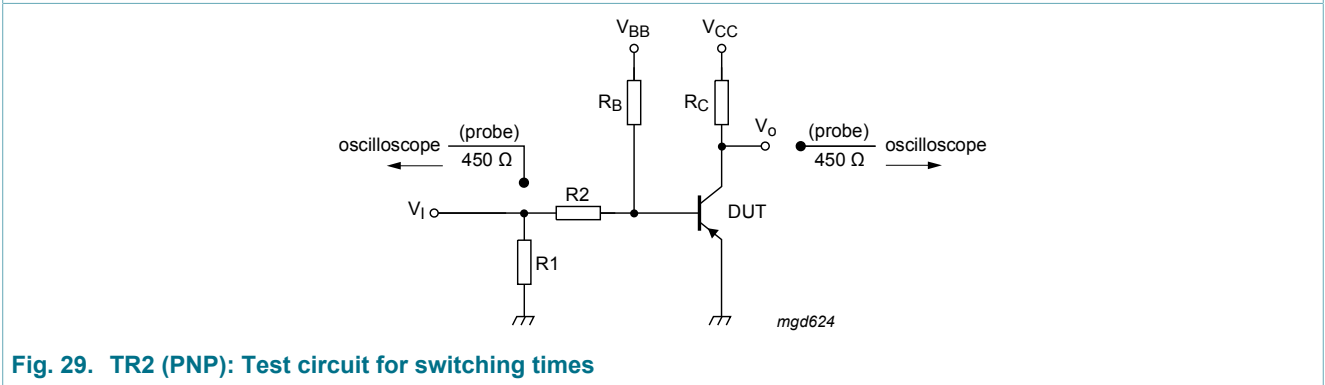 V_BB
V_CC
R_B
R_C
V_o
oscilloscope (probe) 450 Ω
(probe) 450 Ω oscilloscope
R2
V_I
DUT
R1
mgd624
Fig. 29. TR2 (PNP): Test circuit for switching times